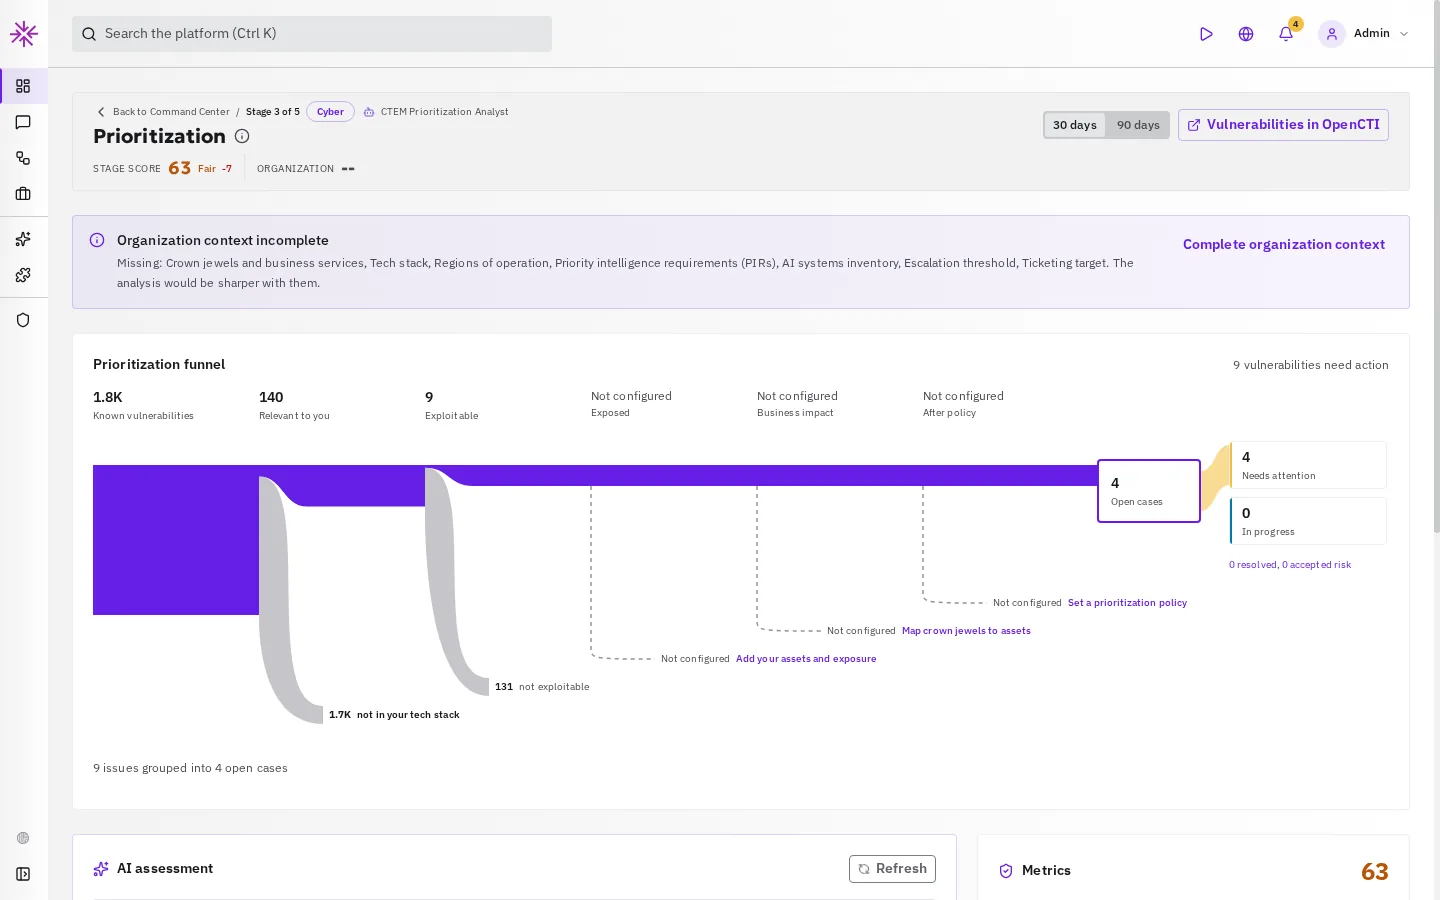 Search the platform (Ctrl K)
4
Admin
Back to Command Center / Stage 3 of 5 Cyber CTEM Prioritization Analyst
Prioritization
30 days 90 days Vulnerabilities in OpenCTI
STAGE SCORE 63 Fair -7 ORGANIZATION --
Organization context incomplete
Missing: Crown jewels and business services, Tech stack, Regions of operation, Priority intelligence requirements (PIRs), AI systems inventory, Escalation threshold, Ticketing target. The
analysis would be sharper with them.
Complete organization context
Prioritization funnel
9 vulnerabilities need action
1.8K 140 9 Not configured Not configured Not configured
Known vulnerabilities Relevant to you Exploitable Exposed Business impact After policy
4
Open cases
4
Needs attention
0
In progress
0 resolved, 0 accepted risk
Not configured Set a prioritization policy
Not configured Map crown jewels to assets
Not configured Add your assets and exposure
131 not exploitable
1.7K not in your tech stack
9 issues grouped into 4 open cases
AI assessment
Refresh
Metrics
63